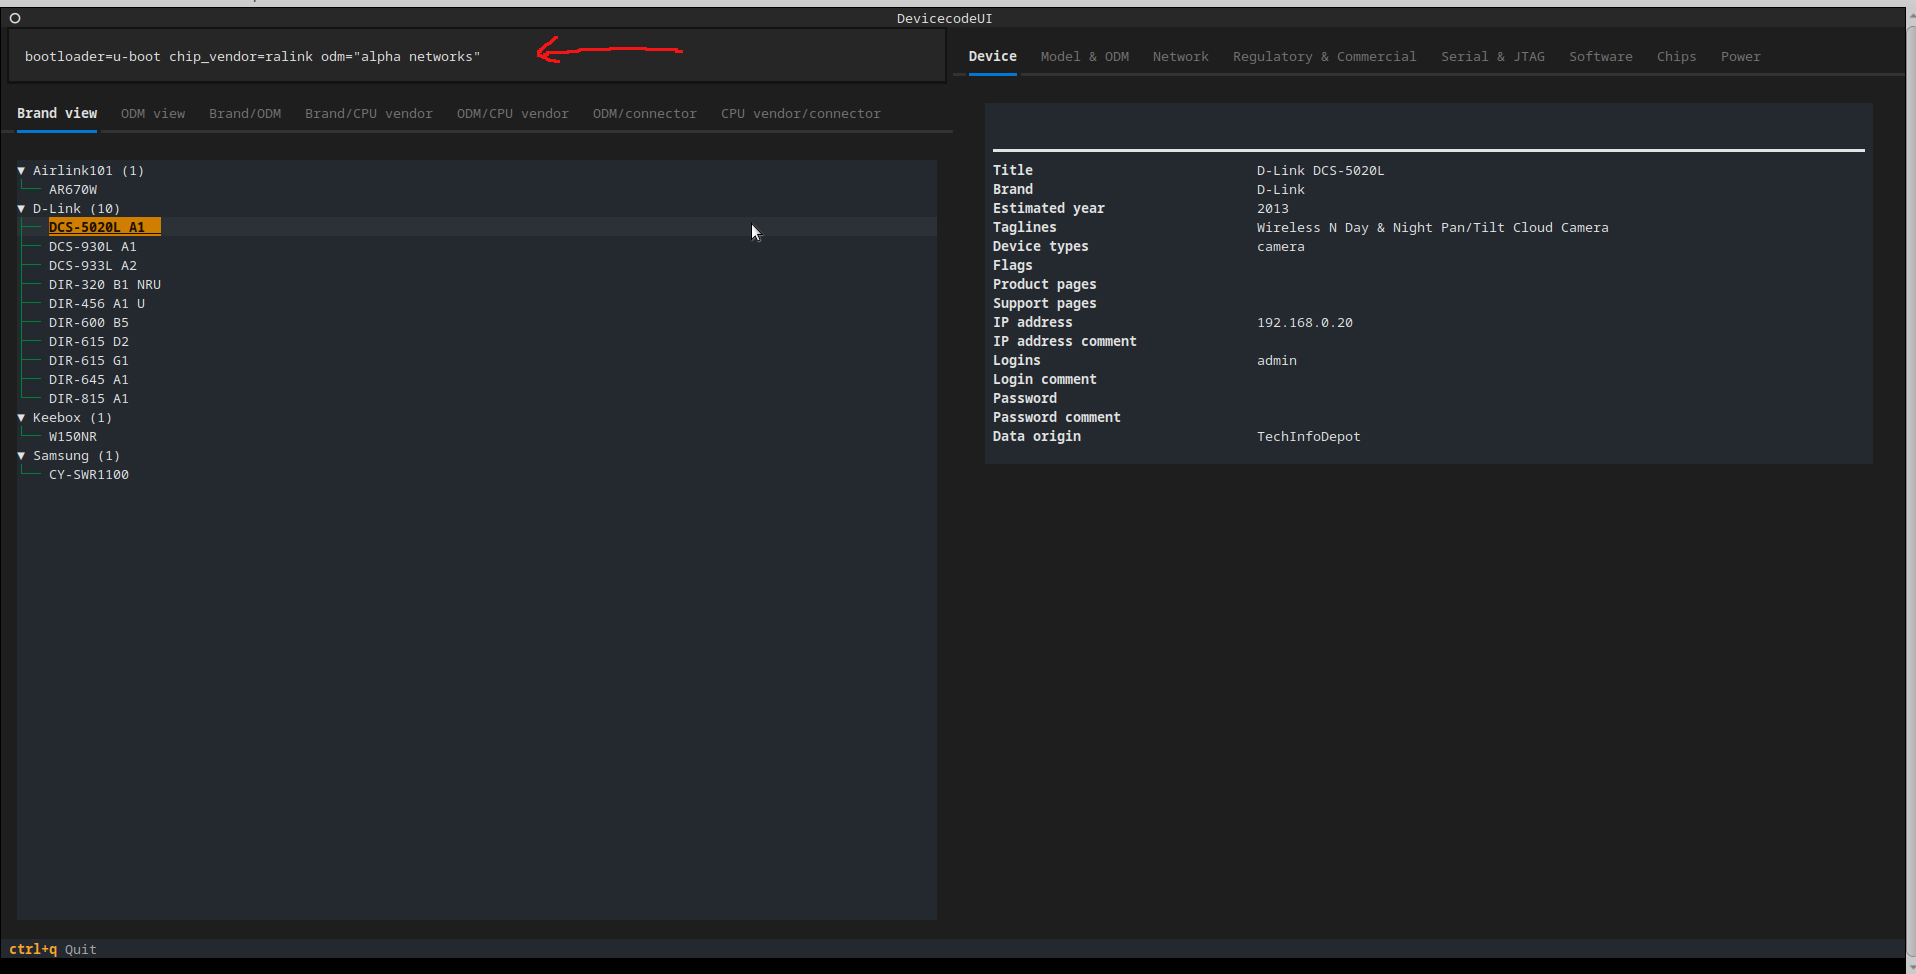 DevicecodeUI
bootloader=u-boot chip_vendor=ralink odm="alpha networks"
Device Model & ODM Network Regulatory & Commercial Serial & JTAG Software Chips Power
Brand view ODM view Brand/ODM Brand/CPU vendor ODM/CPU vendor ODM/connector CPU vendor/connector
▼ Airlink101 (1)
AR670W
▼ D-Link (10)
DCS-5020L A1
DCS-930L A1
DCS-933L A2
DIR-320 B1 NRU
DIR-456 A1 U
DIR-600 B5
DIR-615 D2
DIR-615 G1
DIR-645 A1
DIR-815 A1
▼ Keebox (1)
W150NR
▼ Samsung (1)
CY-SWR1100
Title D-Link DCS-5020L
Brand D-Link
Estimated year 2013
Taglines Wireless N Day & Night Pan/Tilt Cloud Camera
Device types camera
Flags
Product pages
Support pages
IP address 192.168.0.20
IP address comment
Logins admin
Login comment
Password
Password comment
Data origin TechInfoDepot
ctrl+q Quit